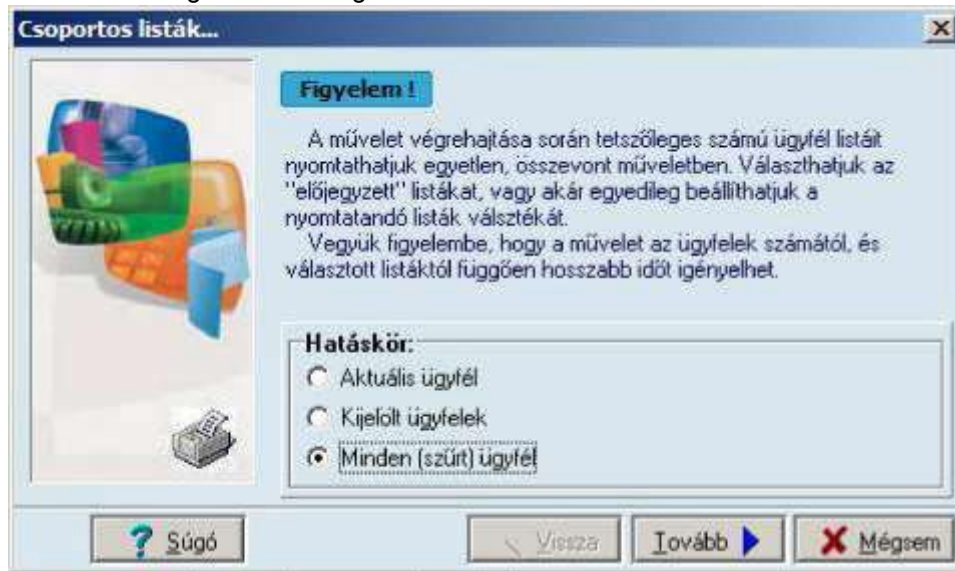 Csoportos listák...
Figyelem !
A művelet végrehajtása során tetszőleges számú ügyfél listáit
nyomtathatjuk egyetlen, összevont műveletben. Választhatjuk az
"előjegyzett" listákat, vagy akár egyedileg beállíthatjuk a
nyomtatandó listák válsztékát.
Vegyük figyelembe, hogy a művelet az ügyfelek számától, és
választott listáktól függően hosszabb időt igényelhet.
Hatáskör:
Aktuális ügyfél
Kijelölt ügyfelek
Minden (szűrt) ügyfél
? Súgó
Vissza
Tovább
Mégsem